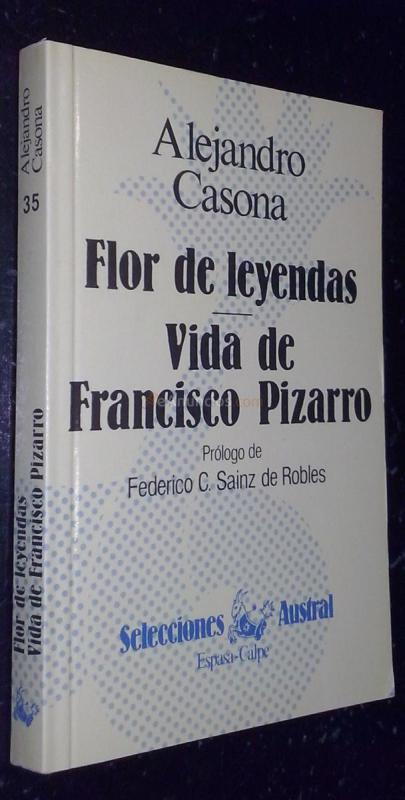 Alejandro
Casona
Flor de leyendas
Vida de
Francisco Pizarro
Prólogo de
Federico C. Sainz de Robles
Selecciones Austral
Espasa-Calpe
Alejandro
Casona
35
Flor de leyendas
Vida de Francisco Pizarro